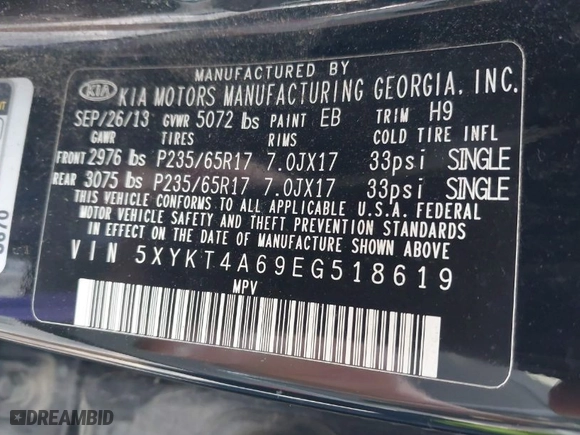 MANUFACTURED BY
KIA KIA MOTORS MANUFACTURING GEORGIA, INC.
SEP/26/13 GVWR 5072 lbs PAINT EB TRIM H9
GAWR TIRES RIMS COLD TIRE INFL
FRONT 2976 lbs P235/65R17 7.0JX17 33psi SINGLE
REAR 3075 lbs P235/65R17 7.0JX17 33psi SINGLE
THIS VEHICLE CONFORMS TO ALL APPLICABLE U.S.A. FEDERAL
MOTOR VEHICLE SAFETY AND THEFT PREVENTION STANDARDS
IN EFFECT ON THE DATE OF MANUFACTURE SHOWN ABOVE.
VIN 5XYKT4A69EG518619
MPV
DREAMBID